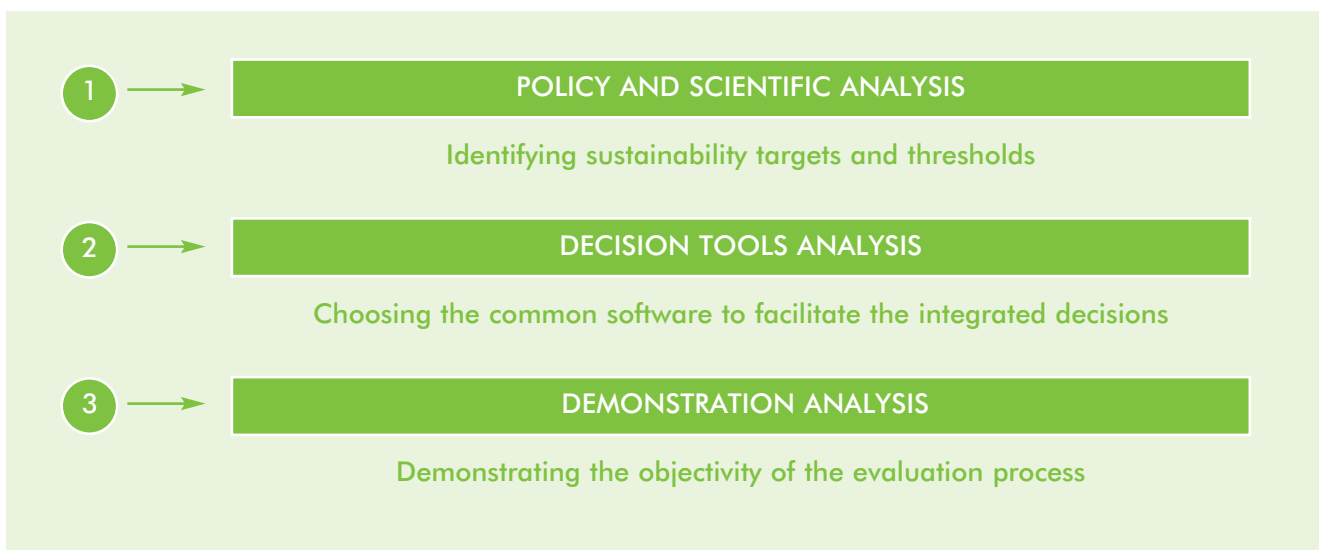 1
POLICY AND SCIENTIFIC ANALYSIS
Identifying sustainability targets and thresholds
2
DECISION TOOLS ANALYSIS
Choosing the common software to facilitate the integrated decisions
3
DEMONSTRATION ANALYSIS
Demonstrating the objectivity of the evaluation process